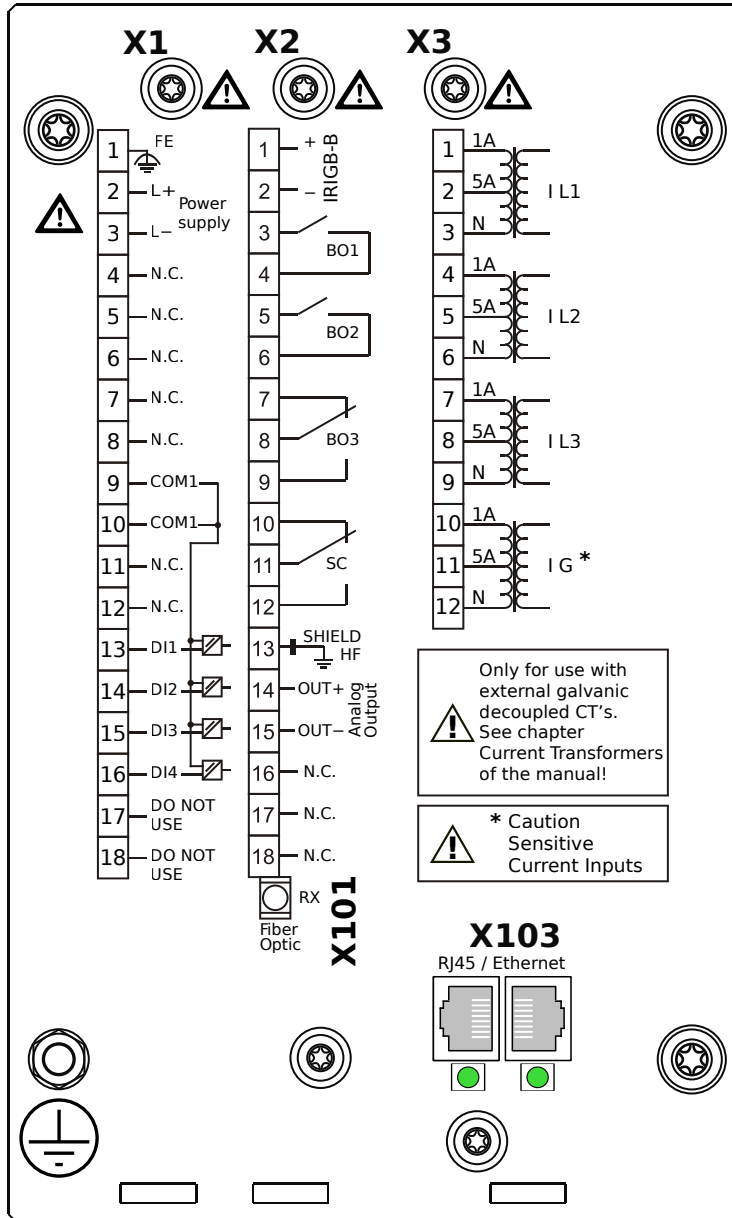 X1 X2 X3
1 FE
2 L+
3 L−
Power
supply
4 N.C.
5 N.C.
6 N.C.
7 N.C.
8 N.C.
9 COM1
10 COM1
11 N.C.
12 N.C.
13 DI1
14 DI2
15 DI3
16 DI4
17 DO NOT
USE
18 DO NOT
USE
1 +
2 −
IRIGB-B
3
4
BO1
5
6
BO2
7
8
BO3
9
10
11
SC
12
13 SHIELD
HF
14 OUT+
15 OUT−
Analog
Output
16 N.C.
17 N.C.
18 N.C.
RX
Fiber
Optic
X101
1 1A
2 5A
3 N
I L1
4 1A
5 5A
6 N
I L2
7 1A
8 5A
9 N
I L3
10 1A
11 5A
12 N
I G *
Only for use with
external galvanic
decoupled CT's.
See chapter
Current Transformers
of the manual!
* Caution
Sensitive
Current Inputs
X103
RJ45 / Ethernet